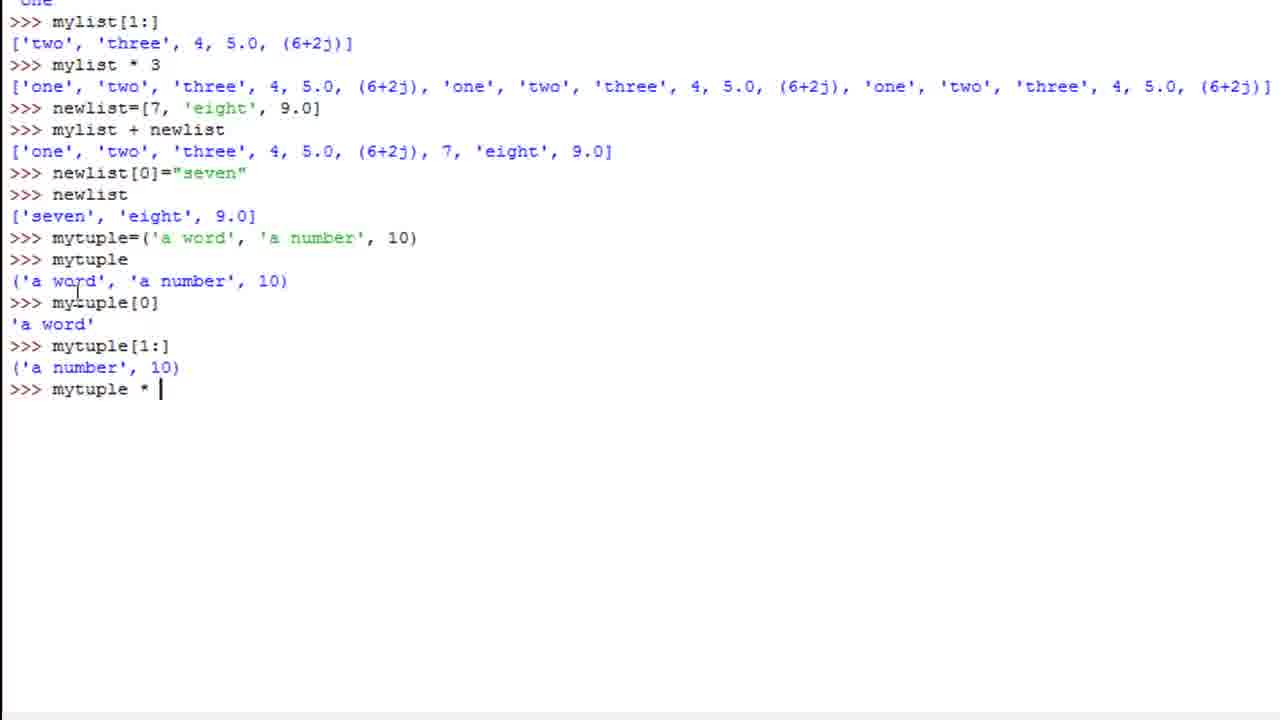 'one'
>>> mylist[1:]
['two', 'three', 4, 5.0, (6+2j)]
>>> mylist * 3
['one', 'two', 'three', 4, 5.0, (6+2j), 'one', 'two', 'three', 4, 5.0, (6+2j), 'one', 'two', 'three', 4, 5.0, (6+2j)]
>>> newlist=[7, 'eight', 9.0]
>>> mylist + newlist
['one', 'two', 'three', 4, 5.0, (6+2j), 7, 'eight', 9.0]
>>> newlist[0]="seven"
>>> newlist
['seven', 'eight', 9.0]
>>> mytuple=('a word', 'a number', 10)
>>> mytuple
('a word', 'a number', 10)
>>> mytuple[0]
'a word'
>>> mytuple[1:]
('a number', 10)
>>> mytuple *